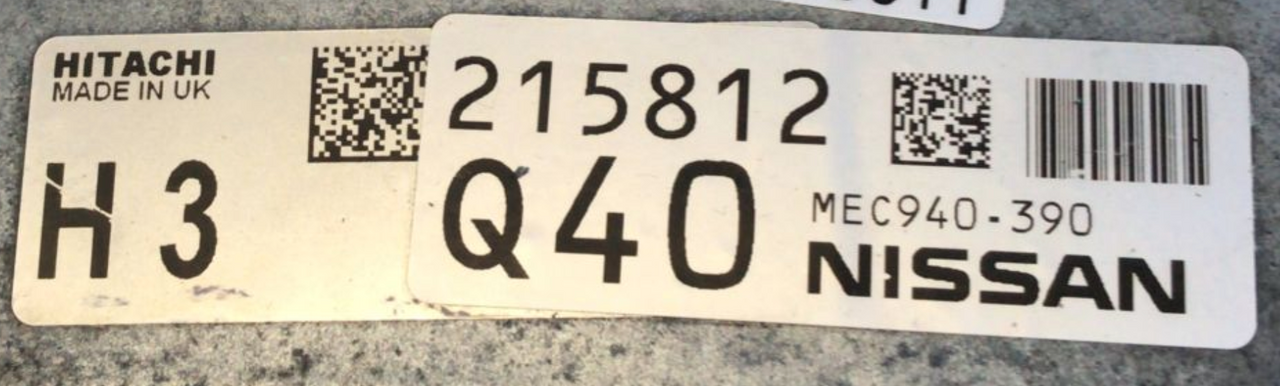 HITACHI
MADE IN UK
H 3
215812
Q40
MEC940-390
NISSAN